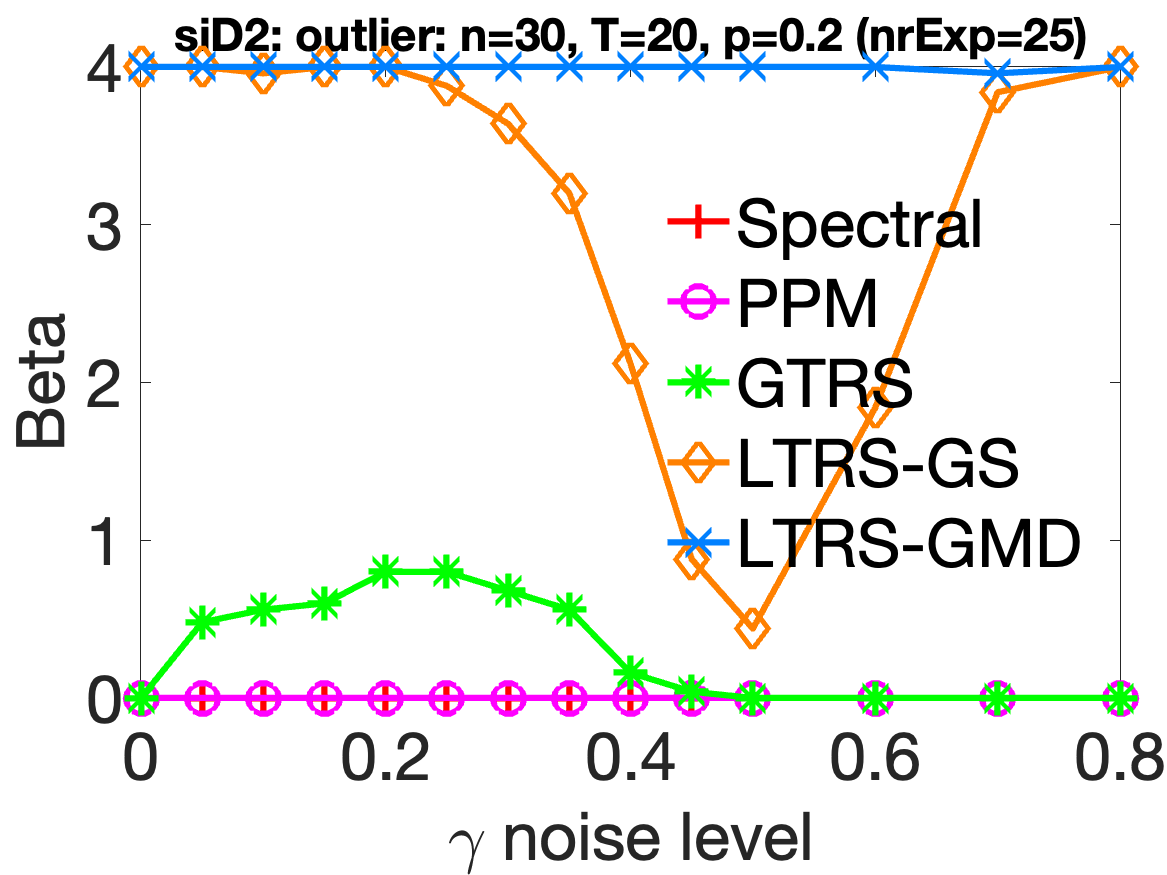 siD2: outlier: n=30, T=20, p=0.2 (nrExp=25)
4
3
2
1
0
Beta
Spectral
PPM
GTRS
LTRS-GS
LTRS-GMD
0 0.2 0.4 0.6 0.8
γ noise level